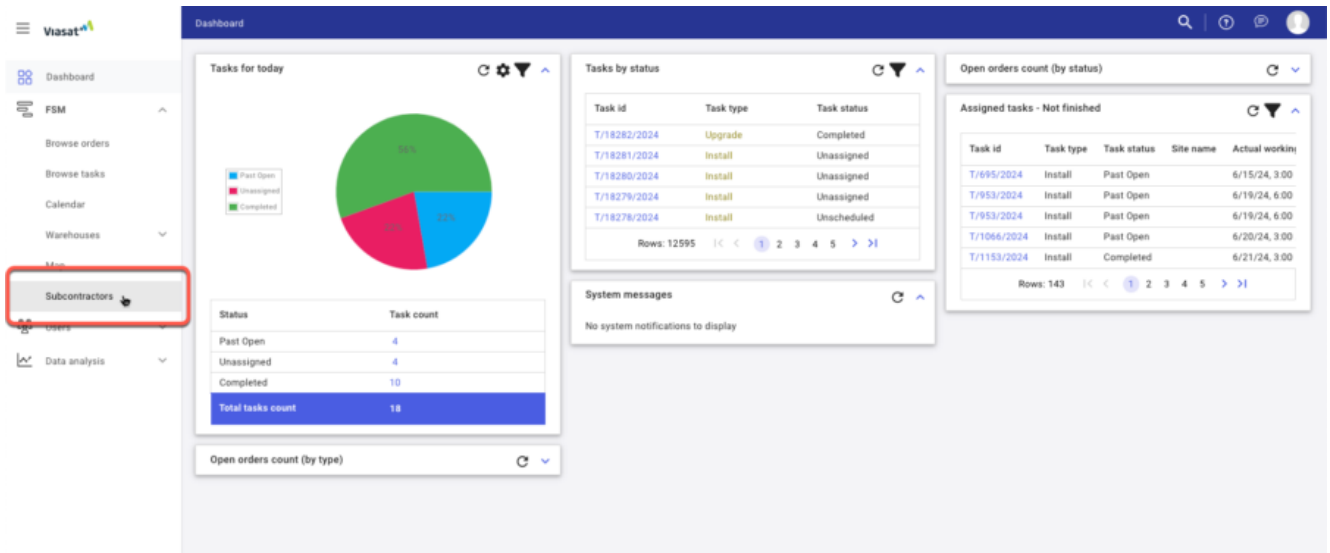 Viasat
Dashboard
Dashboard
FSM
Browse orders
Browse tasks
Calendar
Warehouses
Map
Subcontractors
Users
Data analysis
Tasks for today
Past Open
Unassigned
Completed
56%
22%
Status Task count
Past Open 4
Unassigned 4
Completed 10
Total tasks count 18
Open orders count (by type)
Tasks by status
Task id Task type Task status
T/18282/2024 Upgrade Completed
T/18281/2024 Install Unassigned
T/18280/2024 Install Unassigned
T/18279/2024 Install Unassigned
T/18278/2024 Install Unscheduled
Rows: 12595 1 2 3 4 5
System messages
No system notifications to display
Open orders count (by status)
Assigned tasks - Not finished
Task id Task type Task status Site name Actual working
T/695/2024 Install Past Open 6/15/24, 3:00
T/953/2024 Install Past Open 6/19/24, 6:00
T/953/2024 Install Past Open 6/19/24, 6:00
T/1066/2024 Install Past Open 6/20/24, 3:00
T/1153/2024 Install Completed 6/21/24, 3:00
Rows: 143 1 2 3 4 5